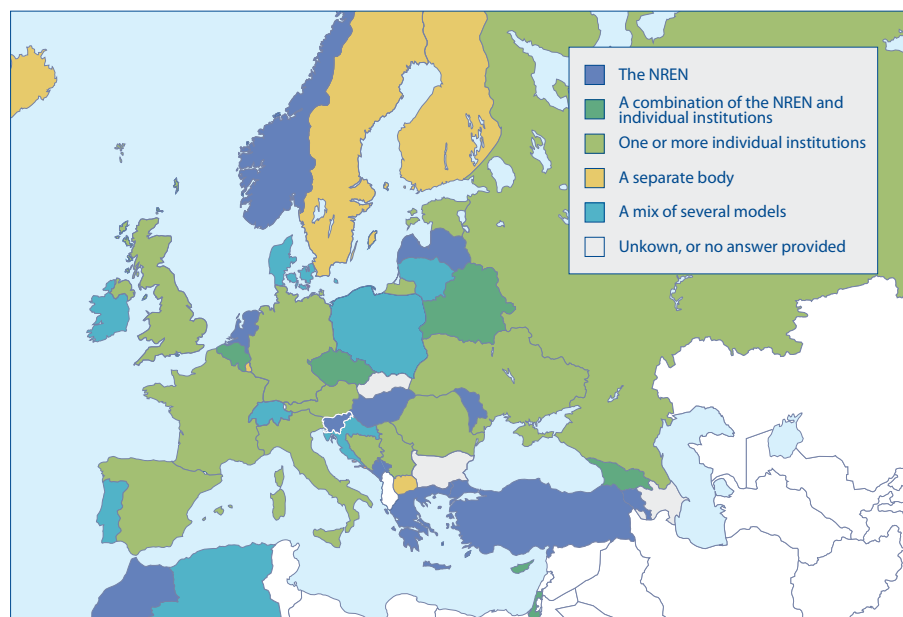 The NREN
A combination of the NREN and
individual institutions
One or more individual institutions
A separate body
A mix of several models
Unkown, or no answer provided